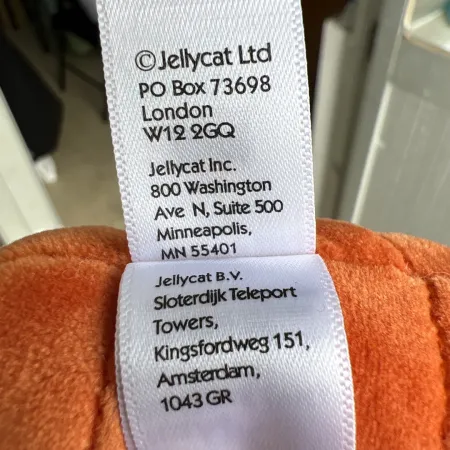 ©Jellycat Ltd
PO Box 73698
London
W12 2GQ
Jellycat Inc.
800 Washington
Ave N, Suite 500
Minneapolis,
MN 55401
Jellycat B.V.
Sloterdijk Teleport
Towers,
Kingsfordweg 151,
Amsterdam,
1043 GR